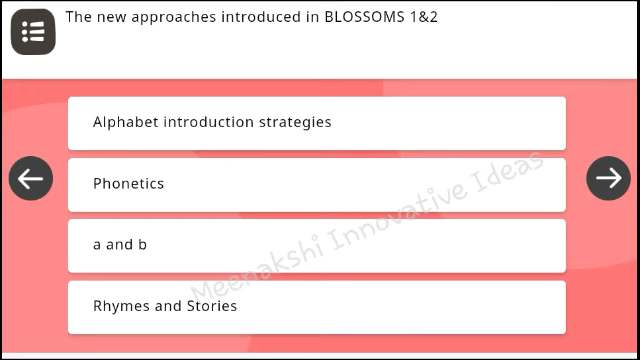 The new approaches introduced in BLOSSOMS 1&2
Alphabet introduction strategies
Phonetics
a and b
Rhymes and Stories
Meenakshi Innovative Ideas